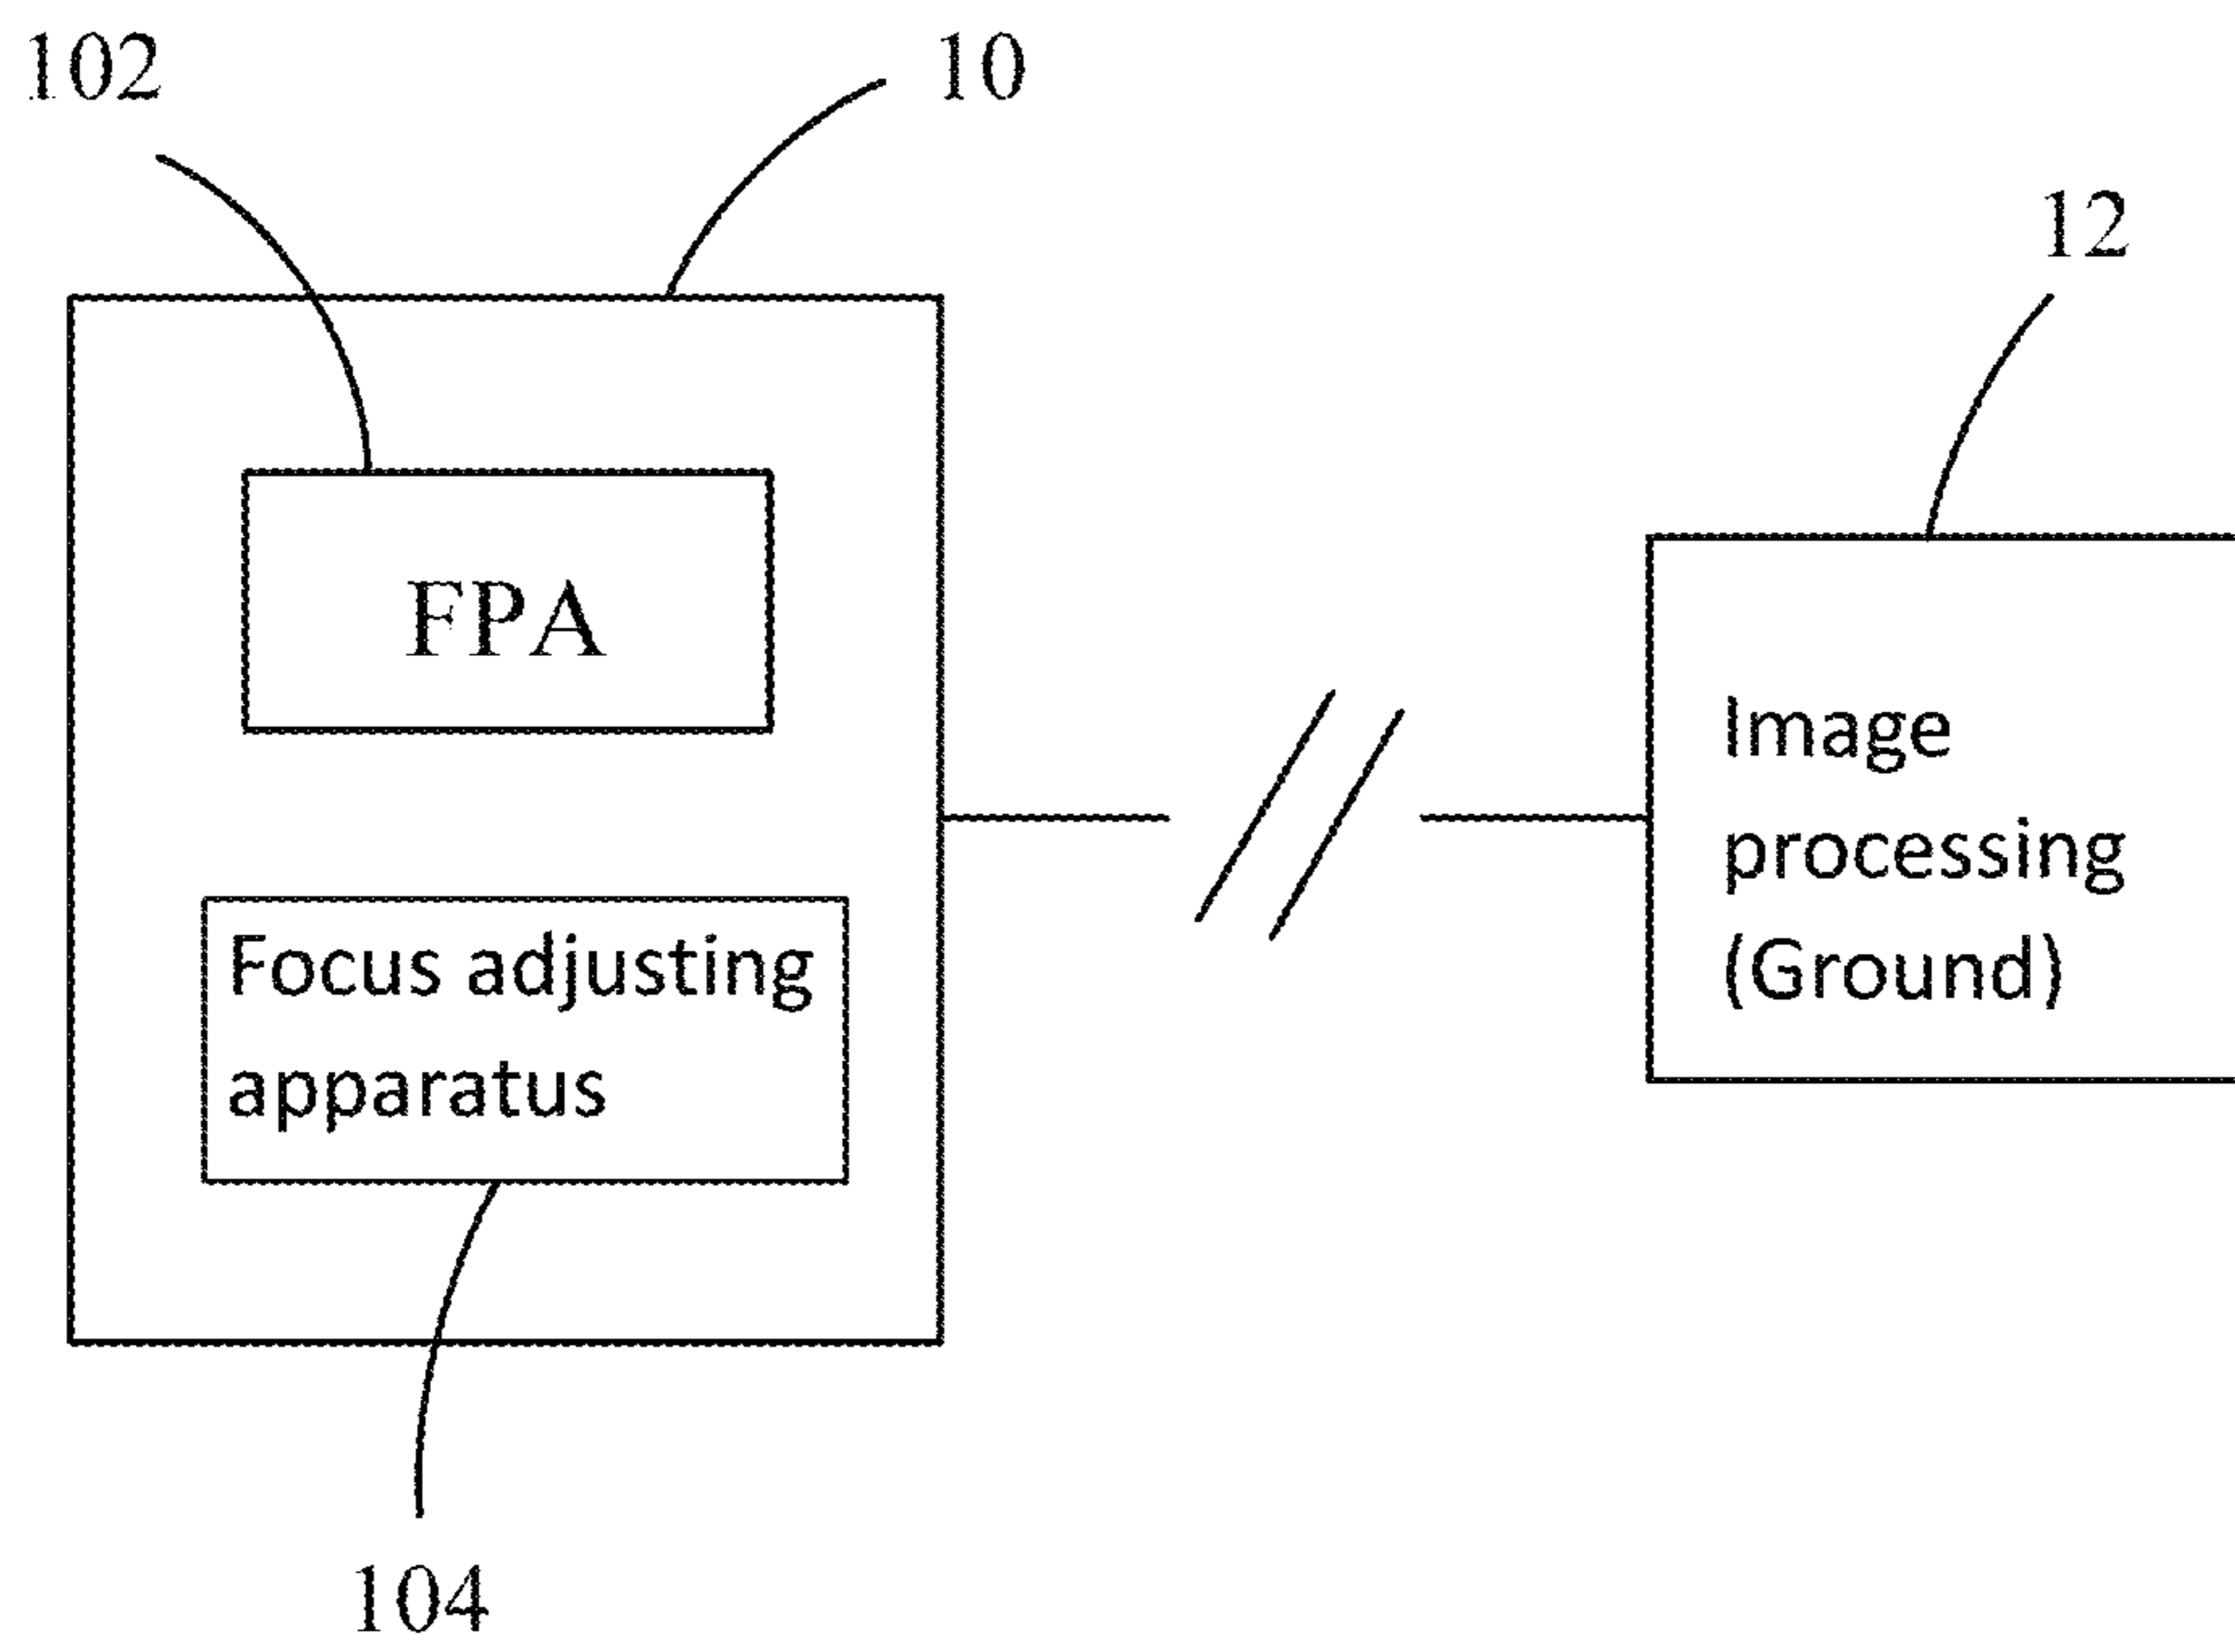 102
10
12
FPA
Focus adjusting
apparatus
Image
processing
(Ground)
104